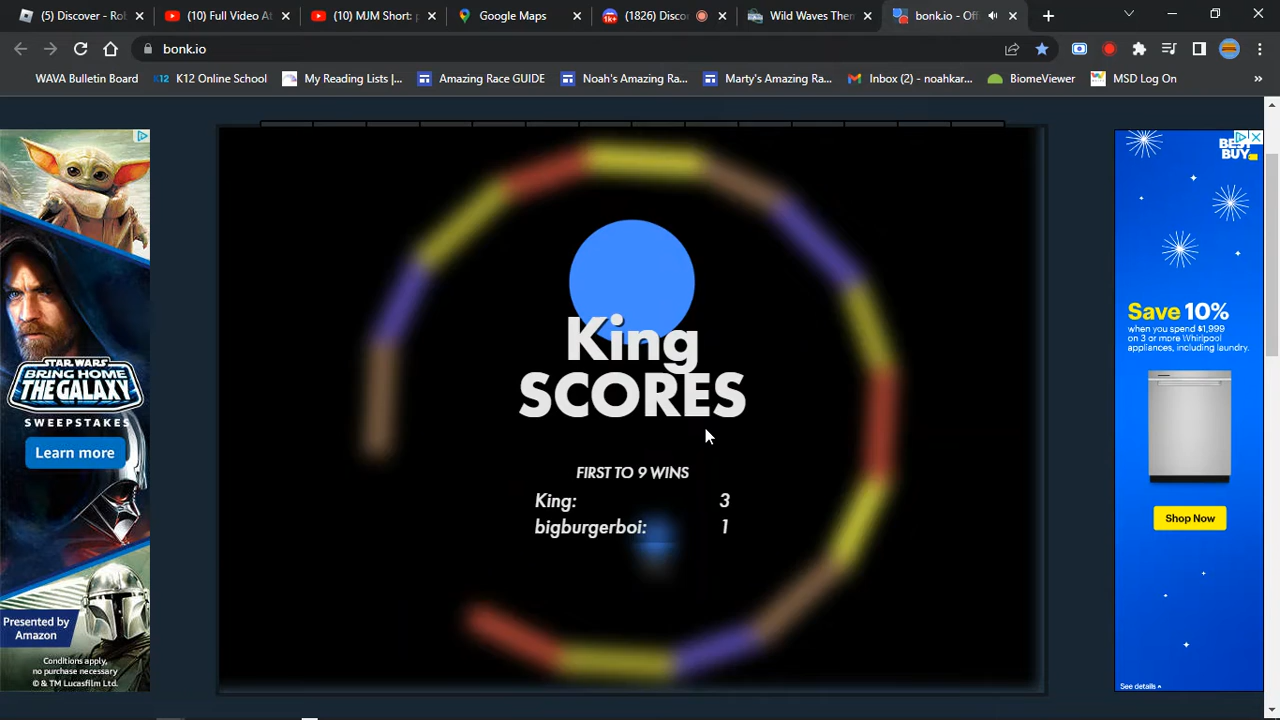 (5) Discover - Ro
(10) Full Video A
(10) MJM Short:
Google Maps
(1826) Disco
Wild Waves The
bonk.io - Off
bonk.io
WAVA Bulletin Board
K12 K12 Online School
My Reading Lists |...
Amazing Race GUIDE
Noah's Amazing Ra...
Marty's Amazing Ra...
Inbox (2) - noahkar...
BiomeViewer
MSD Log On
»
King
SCORES
FIRST TO 9 WINS
King: 3
bigburgerboi: 1
STAR WARS
BRING HOME
THE GALAXY
SWEEPSTAKES
Learn more
Presented by
Amazon
Conditions apply,
no purchase necessary
© & TM Lucasfilm Ltd.
BEST
BUY
Save 10%
when you spend $1,999
on 3 or more Whirlpool
appliances, including laundry.
Shop Now
See details